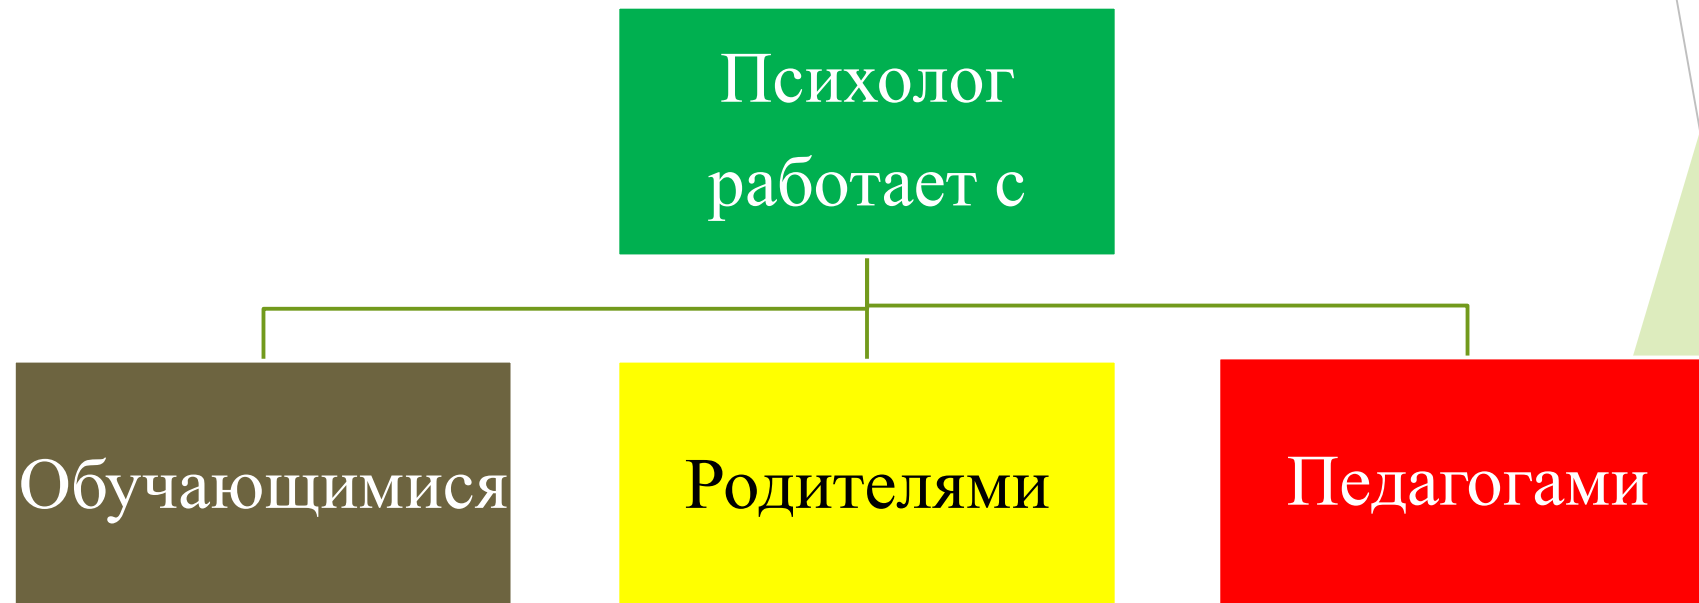 Психолог
работает с
Обучающимися
Родителями
Педагогами